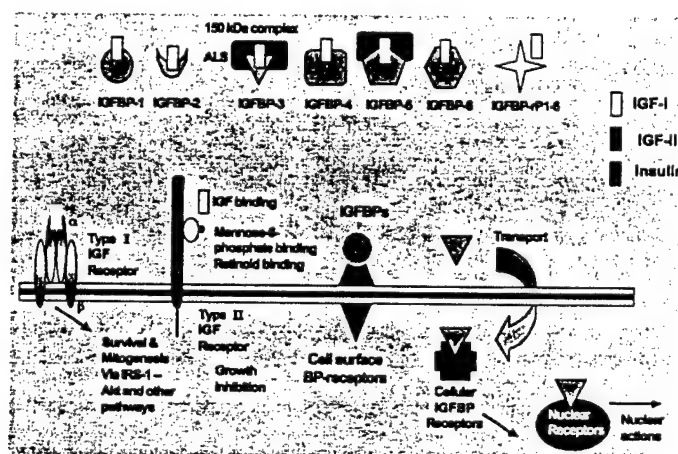 150 kDa complex
ALS
IGFBP-1
IGFBP-2
IGFBP-3
IGFBP-4
IGFBP-5
IGFBP-6
IGFBP-rP1-6
IGF-I
IGF-II
Insulin
α
Type I
IGF
Receptor
β
IGF binding
Mannose-6-
phosphate binding
Retinoid binding
IGFBPs
Transport
Survival &
Mitogenesis
Via IRS-1 –
Akt and other
pathways
Type II
IGF
Receptor
Growth
inhibition
Cell surface
BP-receptors
Cellular
IGFBP
Receptors
Nuclear
Receptors
Nuclear
actions